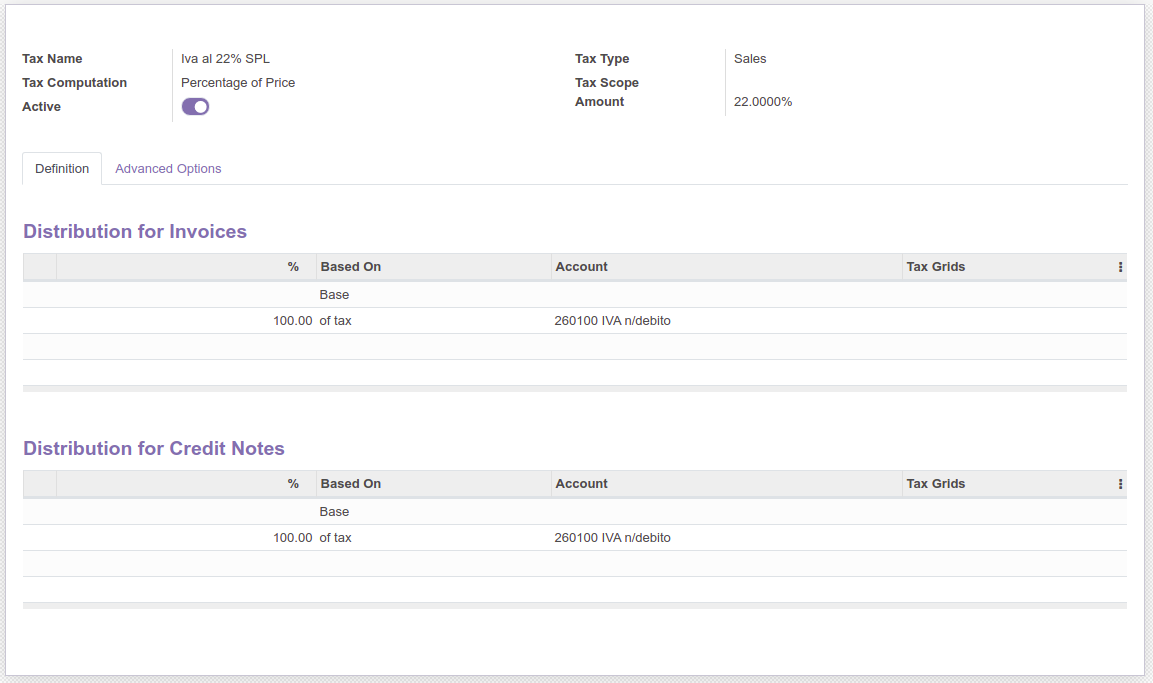 Tax Name Iva al 22% SPL Tax Type Sales
Tax Computation Percentage of Price Tax Scope
Active Amount 22.0000%
Definition Advanced Options
Distribution for Invoices
% Based On Account Tax Grids
Base
100.00 of tax 260100 IVA n/debito
Distribution for Credit Notes
% Based On Account Tax Grids
Base
100.00 of tax 260100 IVA n/debito